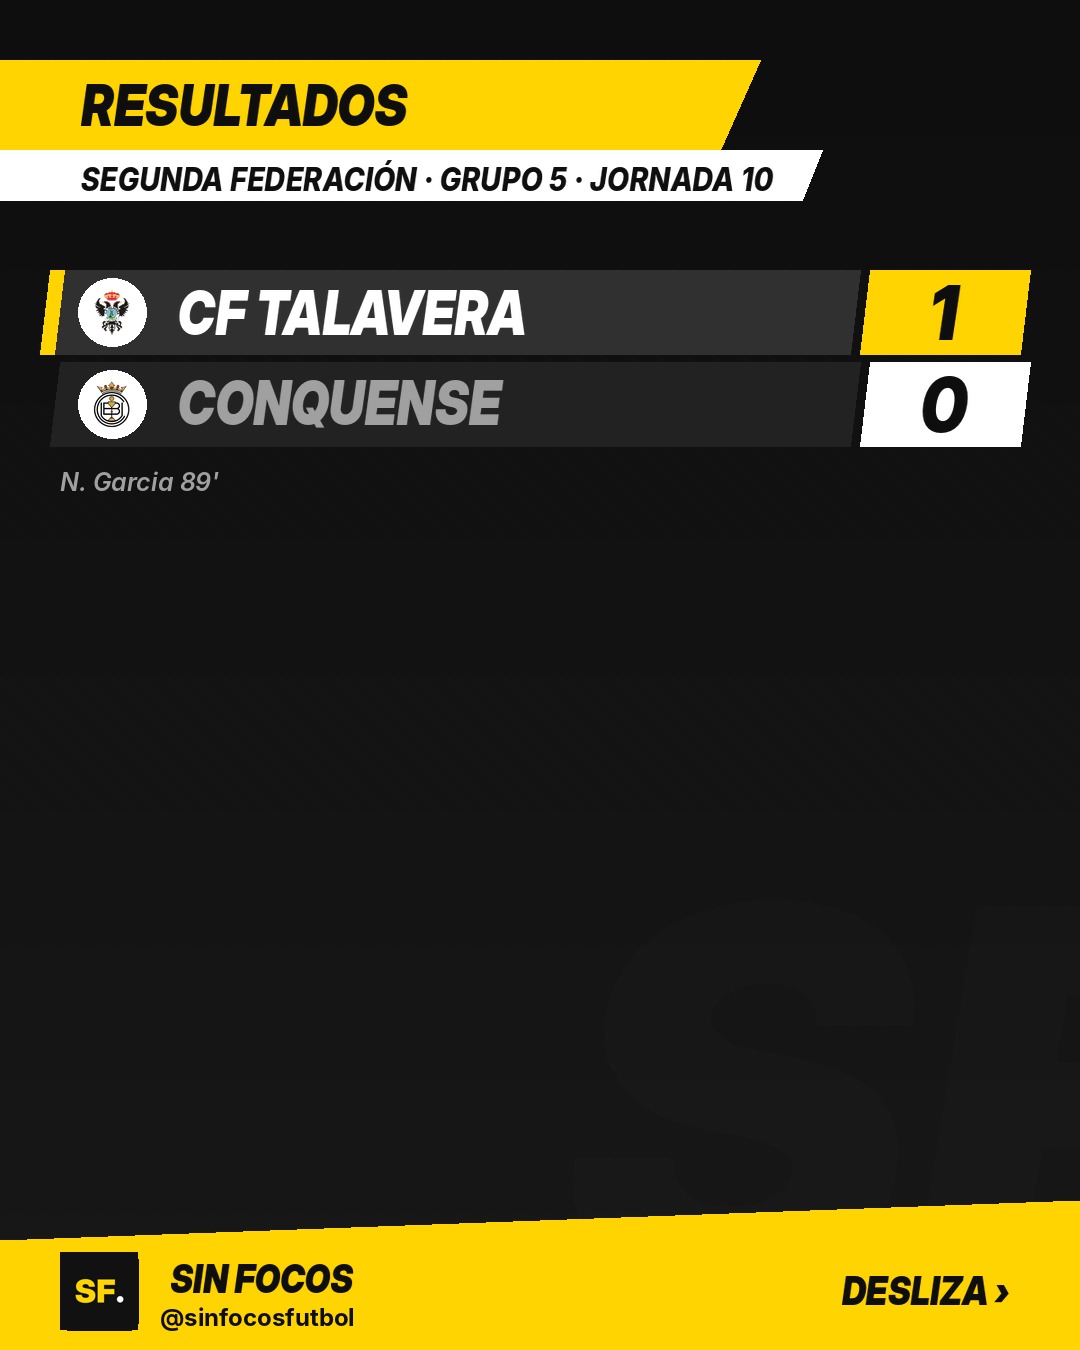 RESULTADOS
SEGUNDA FEDERACIÓN · GRUPO 5 · JORNADA 10
CF TALAVERA 1
CONQUENSE 0
N. Garcia 89'
SF
SF.
SIN FOCOS
@sinfocosfutbol
DESLIZA ›